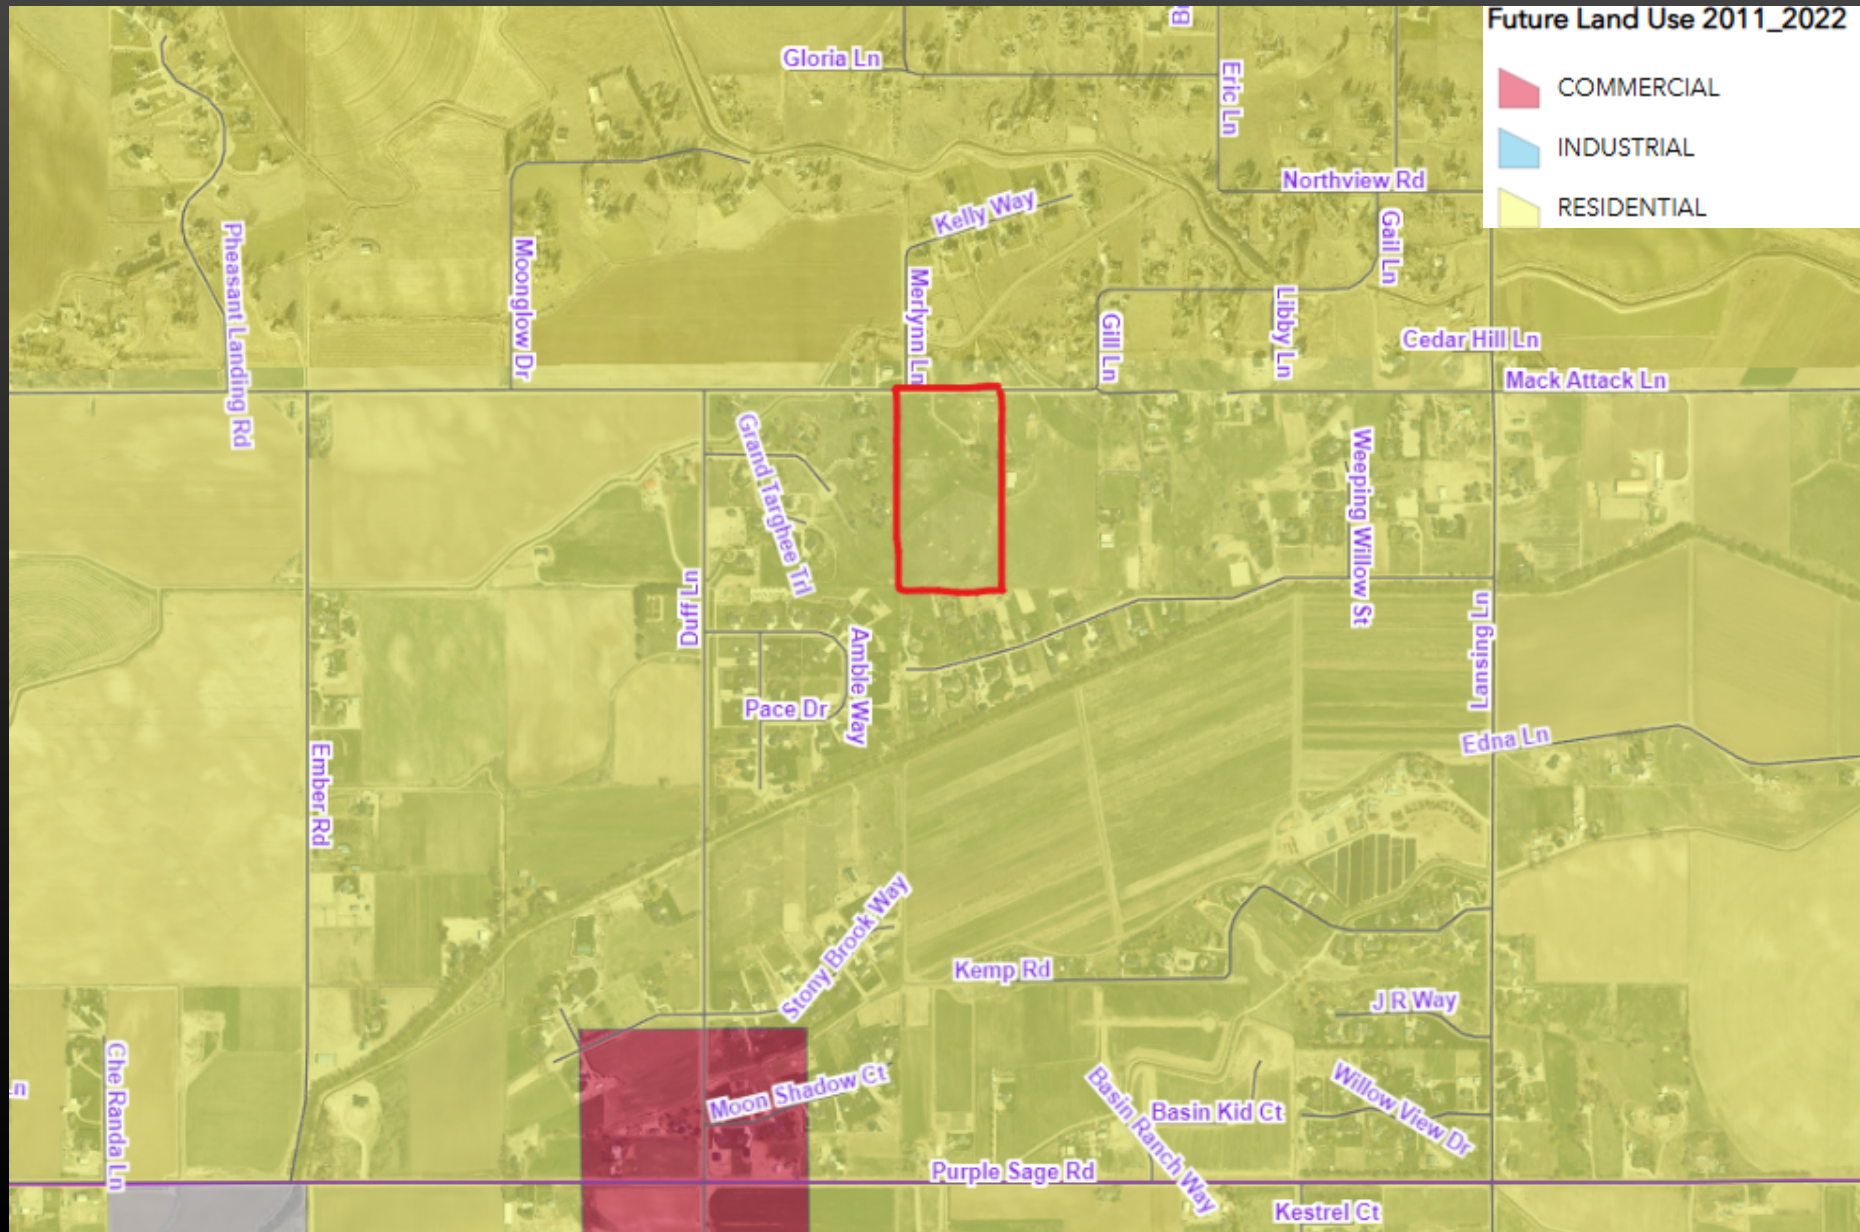 Future Land Use 2011_2022
COMMERCIAL
INDUSTRIAL
RESIDENTIAL
Gloria Ln
Eric Ln
Northview Rd
Kelly Way
Gail Ln
Pheasant Landing Rd
Moonglow Dr
Merlynn Ln
Gill Ln
Libby Ln
Cedar Hill Ln
Mack Attack Ln
Grand Targhee Trl
Weeping Willow St
Duff Ln
Lansing Ln
Amble Way
Pace Dr
Edna Ln
Ember Rd
Stony Brook Way
Kemp Rd
J R Way
Che Randa Ln
Moon Shadow Ct
Basin Ranch Way
Basin Kid Ct
Willow View Dr
Purple Sage Rd
Kestrel Ct